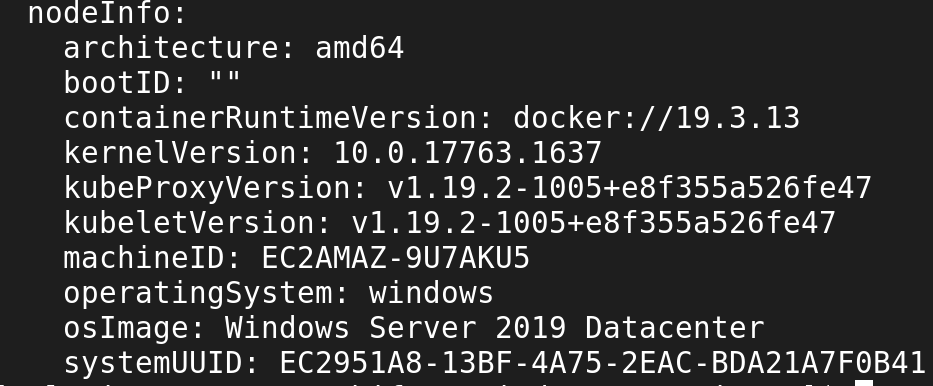 nodeInfo:
architecture: amd64
bootID: ""
containerRuntimeVersion: docker://19.3.13
kernelVersion: 10.0.17763.1637
kubeProxyVersion: v1.19.2-1005+e8f355a526fe47
kubeletVersion: v1.19.2-1005+e8f355a526fe47
machineID: EC2AMAZ-9U7AKU5
operatingSystem: windows
osImage: Windows Server 2019 Datacenter
systemUUID: EC2951A8-13BF-4A75-2EAC-BDA21A7F0B41